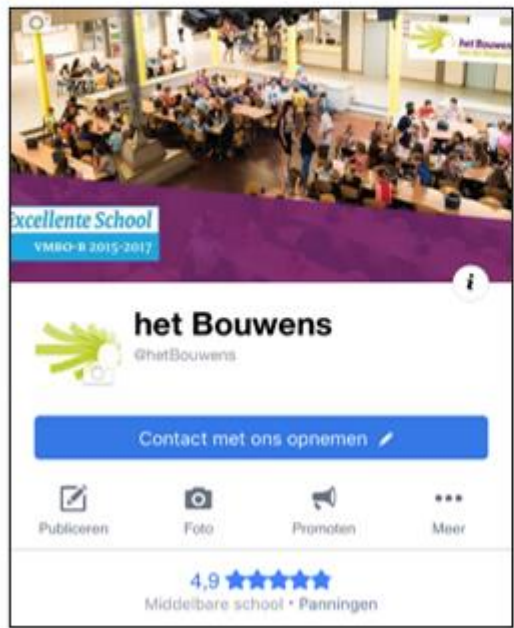 het Bouwens
Excellente School
VMBO-B 2015-2017
i
het Bouwens
@hetBouwens
Contact met ons opnemen
Publiceren
Foto
Promoten
Meer
4,9
Middelbare school • Panningen